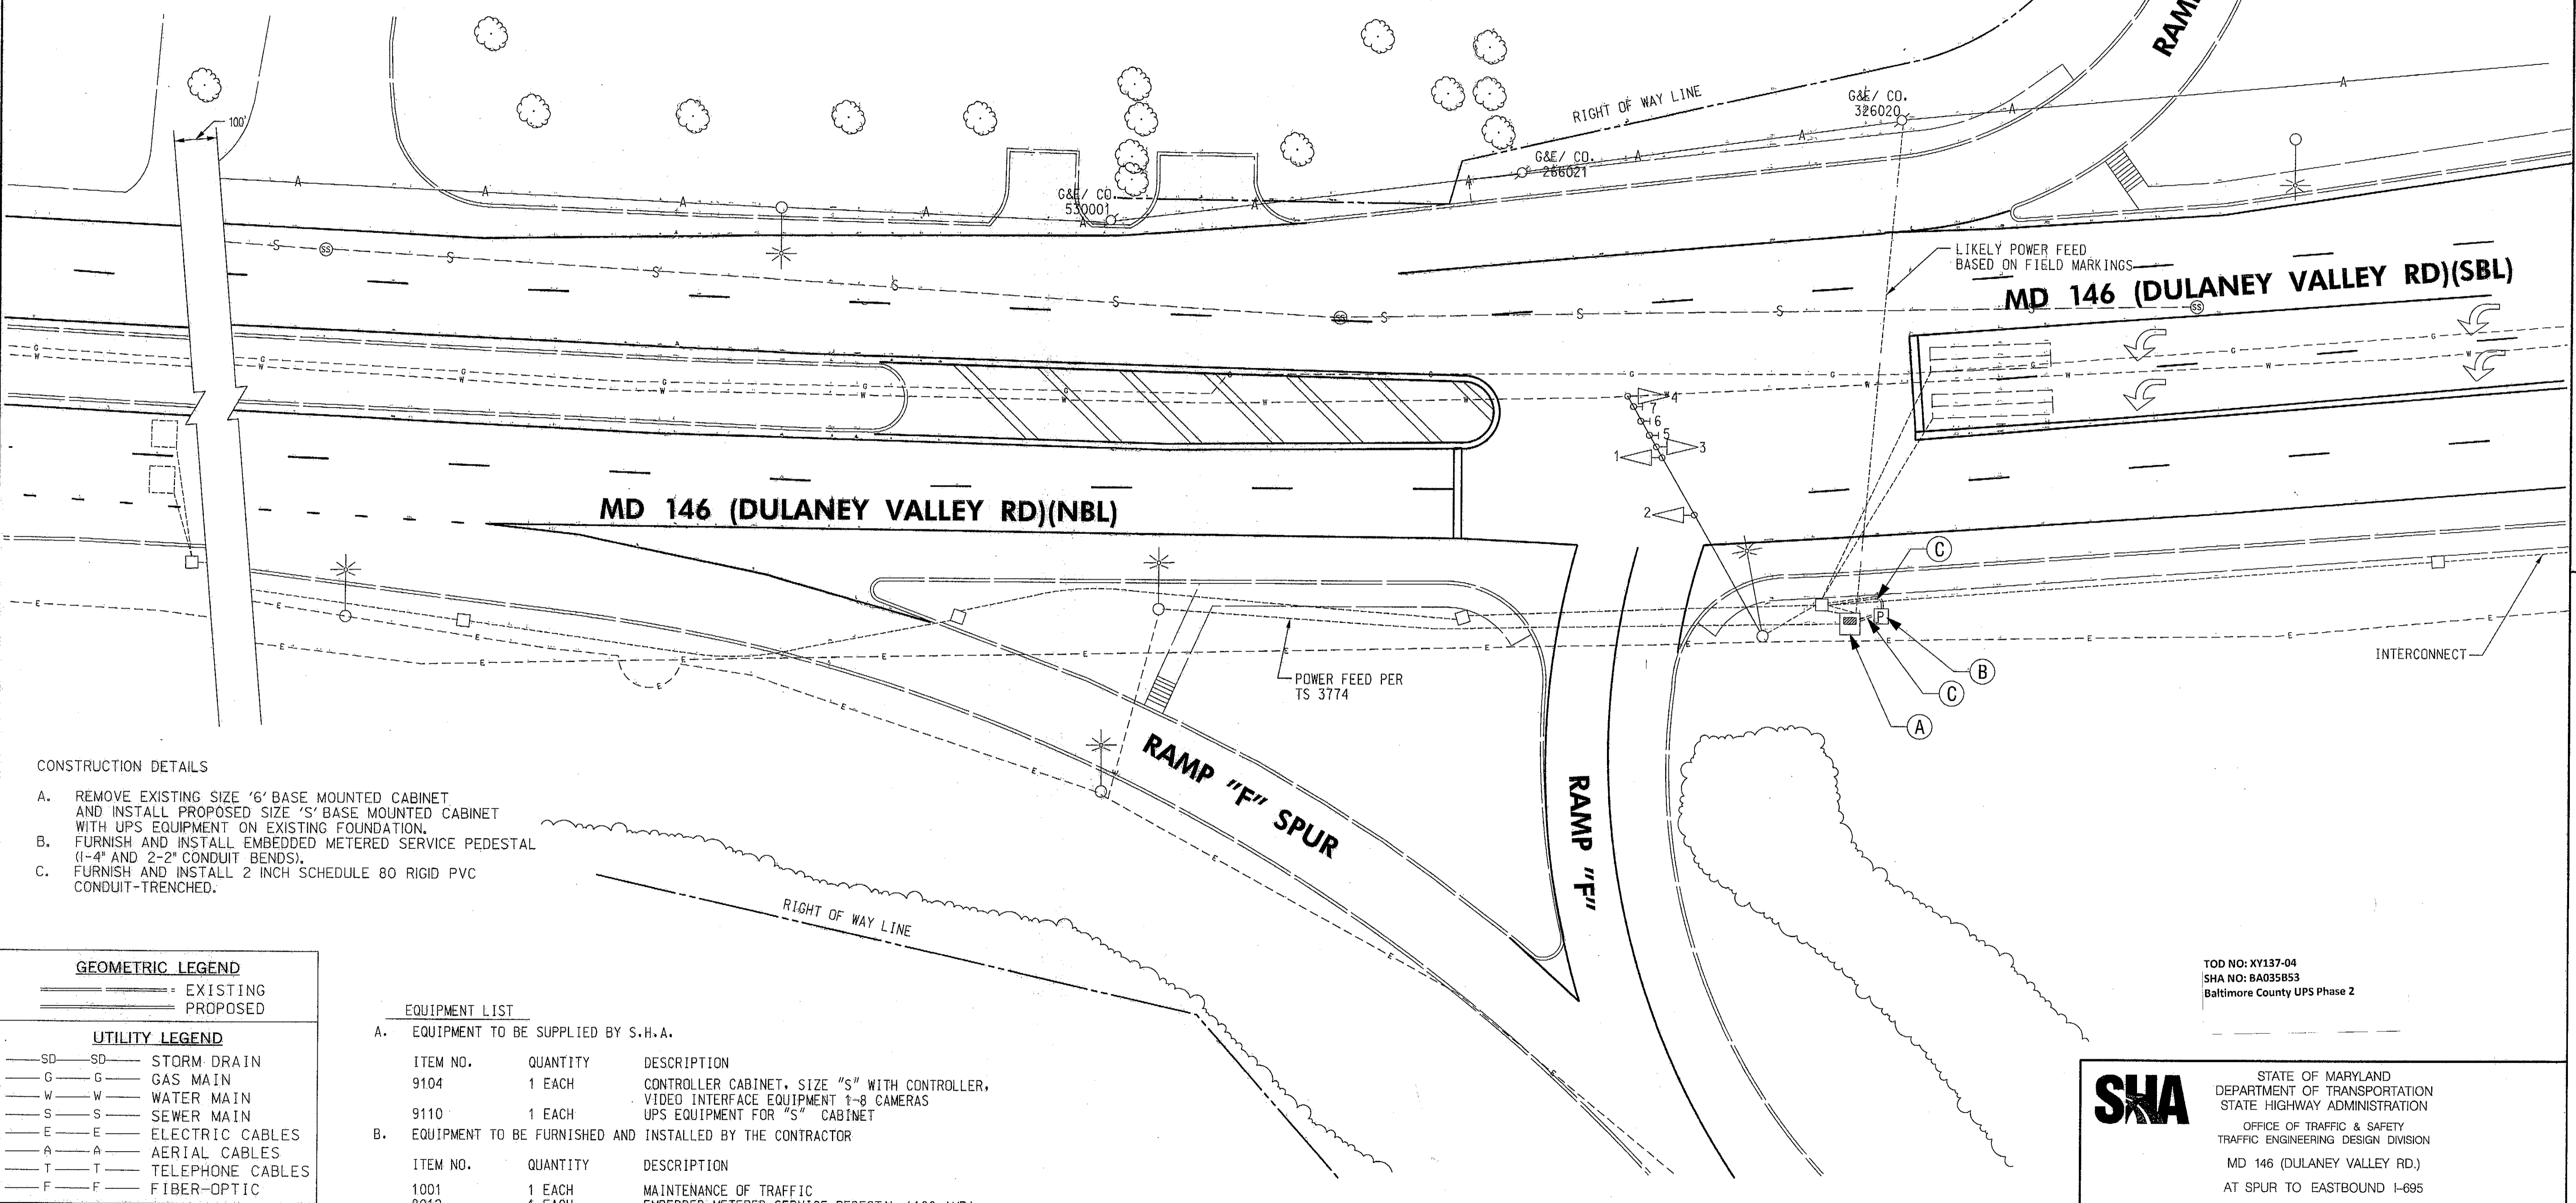 RAMP
100'
RIGHT OF WAY LINE
G&E/ CO.
326020
G&E/ CO.
266021
G&E/ CO.
530001
LIKELY POWER FEED
BASED ON FIELD MARKINGS
MD 146 (DULANEY VALLEY RD)(SBL)
4
7
6
5
3
1
2
MD 146 (DULANEY VALLEY RD)(NBL)
C
P
B
C
A
INTERCONNECT
POWER FEED PER
TS 3774
RAMP "F" SPUR
RAMP "F"
RIGHT OF WAY LINE
CONSTRUCTION DETAILS
A. REMOVE EXISTING SIZE '6' BASE MOUNTED CABINET
AND INSTALL PROPOSED SIZE 'S' BASE MOUNTED CABINET
WITH UPS EQUIPMENT ON EXISTING FOUNDATION.
B. FURNISH AND INSTALL EMBEDDED METERED SERVICE PEDESTAL
(1-4" AND 2-2" CONDUIT BENDS).
C. FURNISH AND INSTALL 2 INCH SCHEDULE 80 RIGID PVC
CONDUIT-TRENCHED.
GEOMETRIC LEGEND
EXISTING
PROPOSED
UTILITY LEGEND
SD SD STORM DRAIN
G G GAS MAIN
W W WATER MAIN
S S SEWER MAIN
E E ELECTRIC CABLES
A A AERIAL CABLES
T T TELEPHONE CABLES
F F FIBER-OPTIC
EQUIPMENT LIST
A. EQUIPMENT TO BE SUPPLIED BY S.H.A.
ITEM NO. QUANTITY DESCRIPTION
9104 1 EACH CONTROLLER CABINET, SIZE "S" WITH CONTROLLER,
VIDEO INTERFACE EQUIPMENT 1-8 CAMERAS
9110 1 EACH UPS EQUIPMENT FOR "S" CABINET
B. EQUIPMENT TO BE FURNISHED AND INSTALLED BY THE CONTRACTOR
ITEM NO. QUANTITY DESCRIPTION
1001 1 EACH MAINTENANCE OF TRAFFIC
TOD NO: XY137-04
SHA NO: BA035B53
Baltimore County UPS Phase 2
SHA
STATE OF MARYLAND
DEPARTMENT OF TRANSPORTATION
STATE HIGHWAY ADMINISTRATION
OFFICE OF TRAFFIC & SAFETY
TRAFFIC ENGINEERING DESIGN DIVISION
MD 146 (DULANEY VALLEY RD.)
AT SPUR TO EASTBOUND I-695